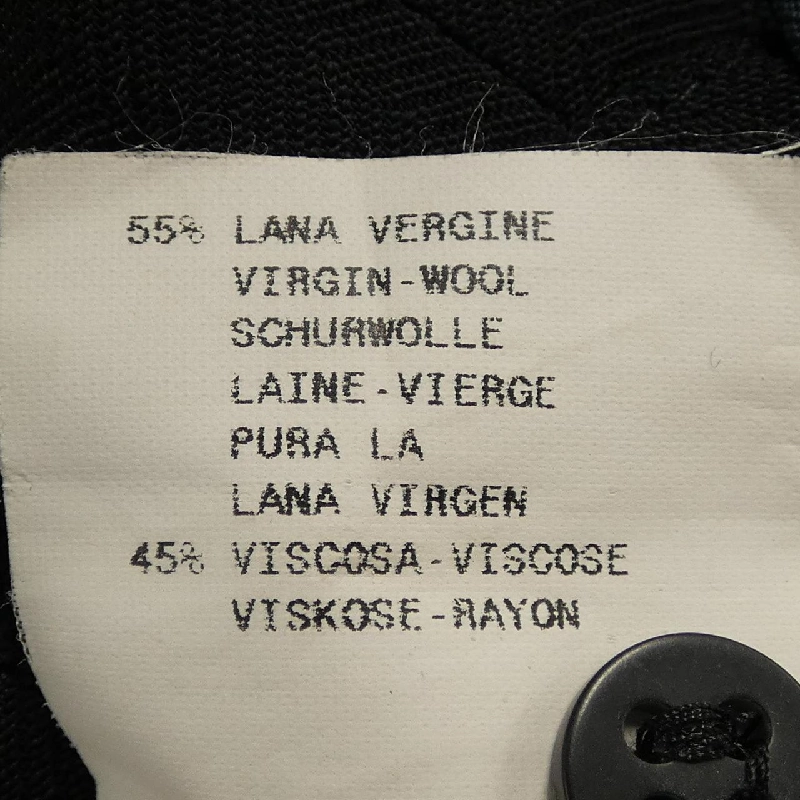 55% LANA VERGINE
VIRGIN-WOOL
SCHURWOLLE
LAINE-VIERGE
PURA LA
LANA VIRGEN
45% VISCOSA-VISCOSE
VISKOSE-RAYON